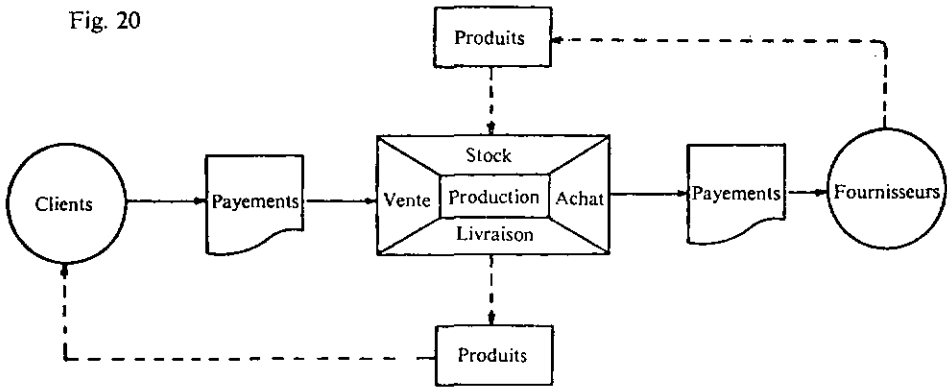 Fig. 20
Produits
Stock
Clients
Payements
Vente
Production
Achat
Payements
Fournisseurs
Livraison
Produits